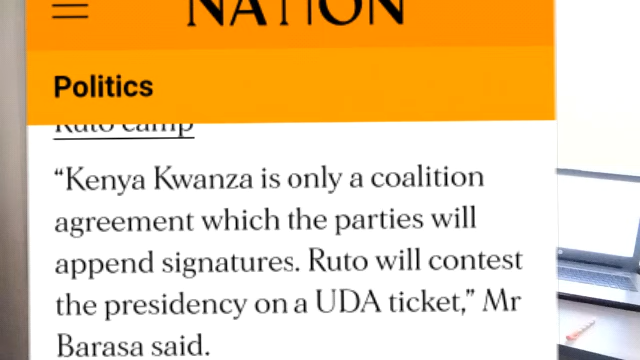 NATION
Politics
Ruto camp
“Kenya Kwanza is only a coalition
agreement which the parties will
append signatures. Ruto will contest
the presidency on a UDA ticket,” Mr
Barasa said.